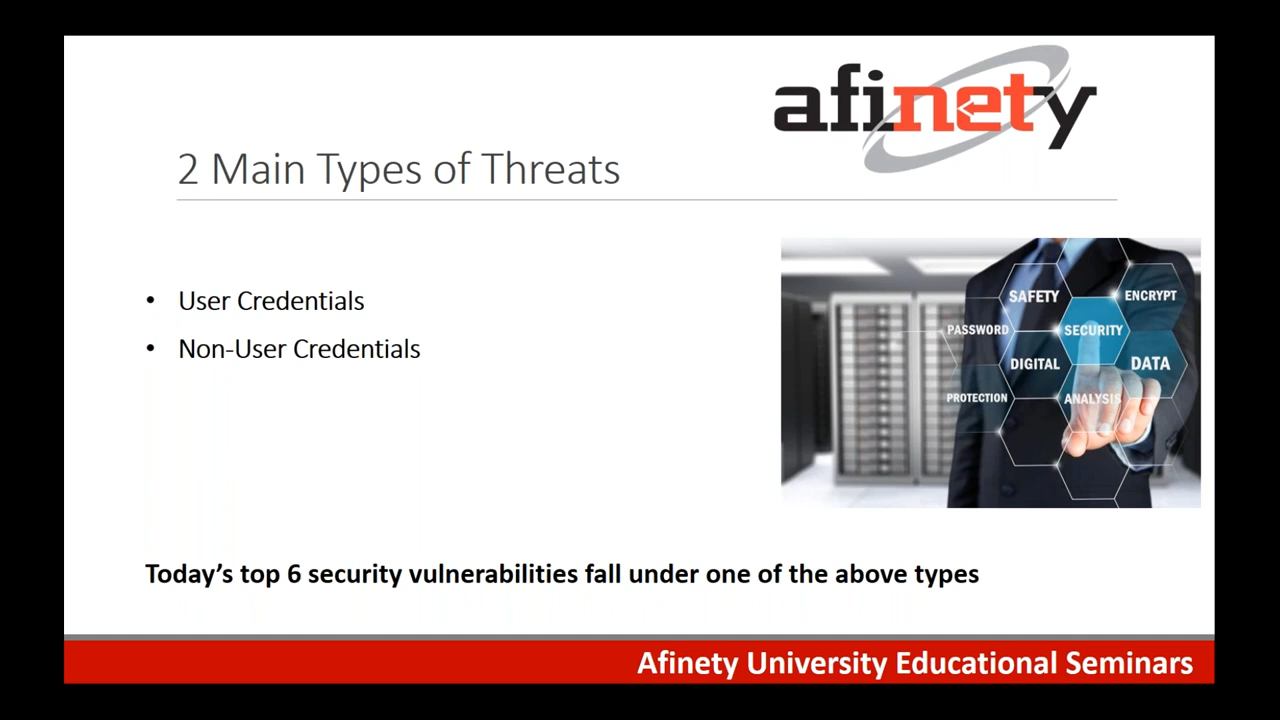 afinety
2 Main Types of Threats
• User Credentials
• Non-User Credentials
SAFETY
ENCRYPT
PASSWORD
SECURITY
DIGITAL
DATA
PROTECTION
ANALYSIS
Today's top 6 security vulnerabilities fall under one of the above types
Afinety University Educational Seminars